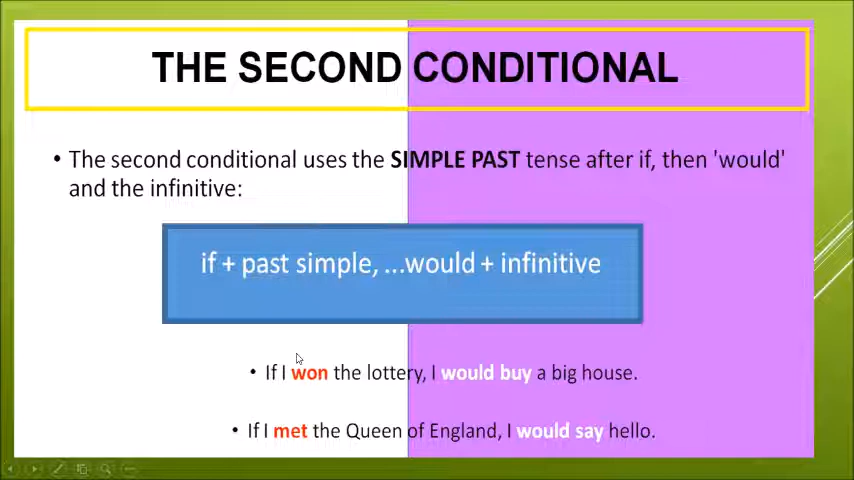 THE SECOND CONDITIONAL
• The second conditional uses the SIMPLE PAST tense after if, then 'would'
and the infinitive:
if + past simple, ...would + infinitive
• If I won the lottery, I would buy a big house.
• If I met the Queen of England, I would say hello.